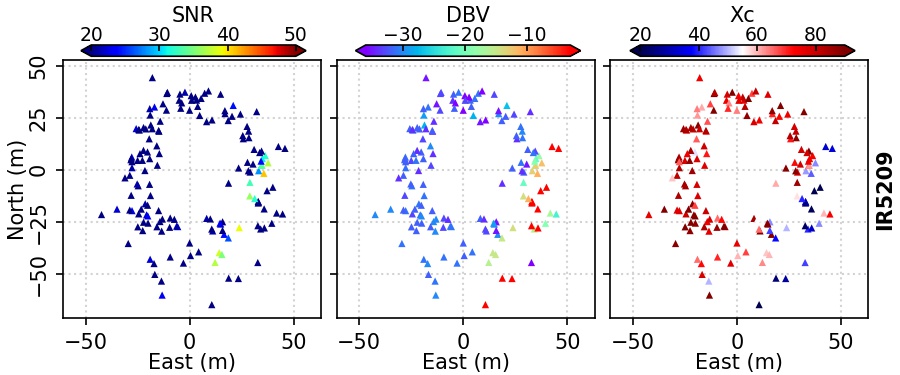 SNR DBV Xc
20 30 40 50 −30 −20 −10 20 40 60 80
50
25
0
−25
−50
North (m)
IR5209
−50 0 50 −50 0 50 −50 0 50
East (m) East (m) East (m)